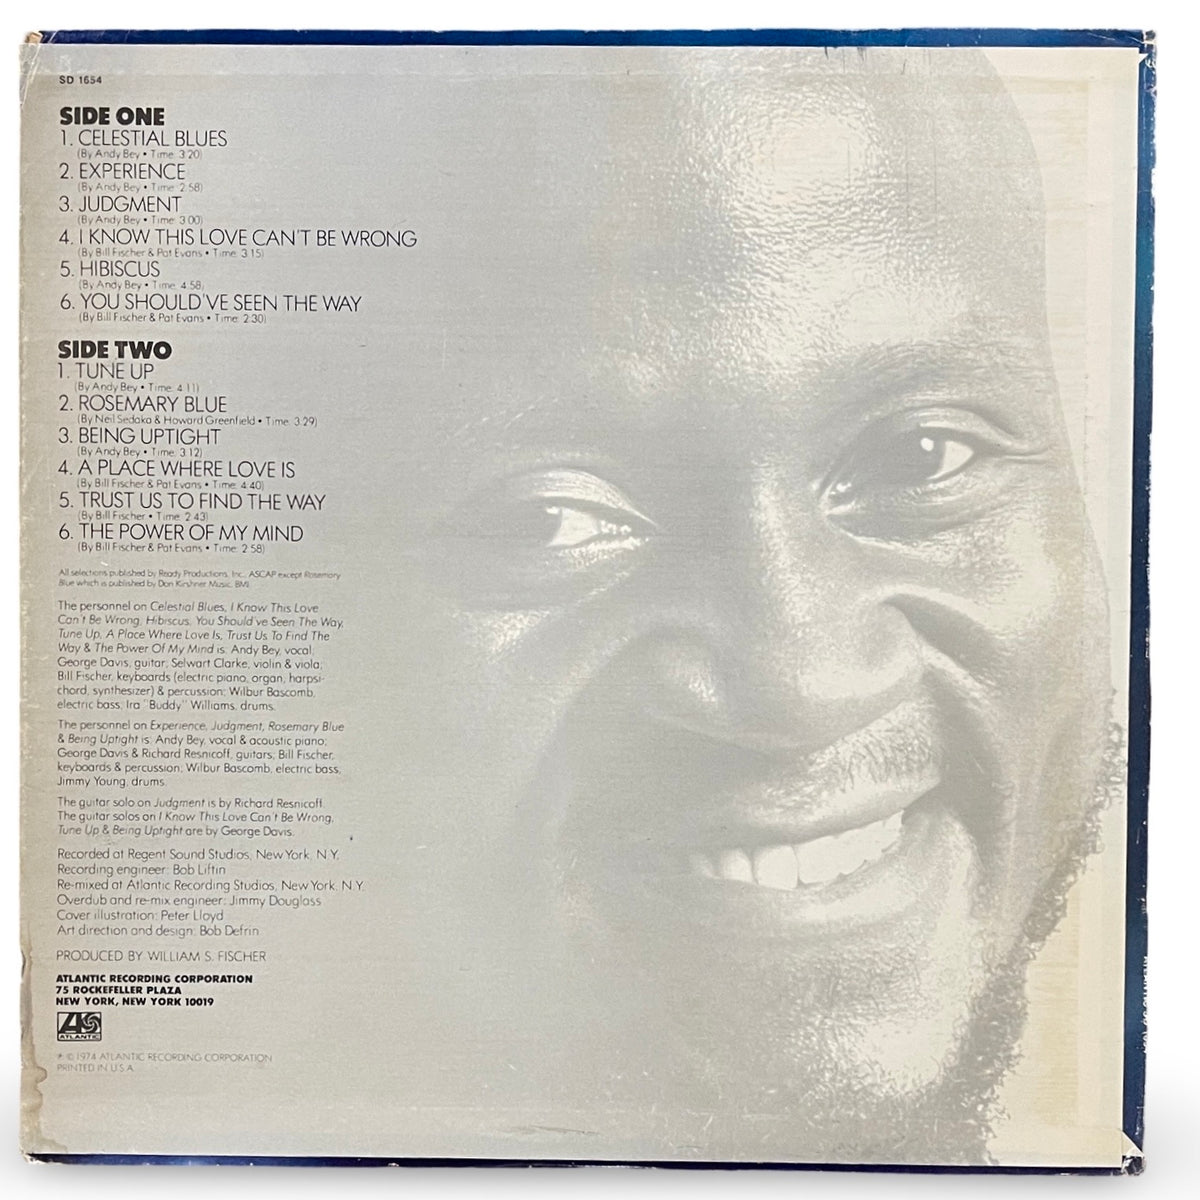 SD 1654
SIDE ONE
1. CELESTIAL BLUES
(By Andy Bey • Time: 3:20)
2. EXPERIENCE
(By Andy Bey • Time: 2:58)
3. JUDGMENT
(By Andy Bey • Time: 3:00)
4. I KNOW THIS LOVE CAN'T BE WRONG
(By Bill Fischer & Pat Evans • Time: 3:15)
5. HIBISCUS
(By Andy Bey • Time: 4:58)
6. YOU SHOULD'VE SEEN THE WAY
(By Bill Fischer & Pat Evans • Time: 2:30)
SIDE TWO
1. TUNE UP
(By Andy Bey • Time: 4:11)
2. ROSEMARY BLUE
(By Neil Sedaka & Howard Greenfield • Time: 3:29)
3. BEING UPTIGHT
(By Andy Bey • Time: 3:12)
4. A PLACE WHERE LOVE IS
(By Bill Fischer & Pat Evans • Time: 4:40)
5. TRUST US TO FIND THE WAY
(By Bill Fischer • Time: 2:43)
6. THE POWER OF MY MIND
(By Bill Fischer & Pat Evans • Time: 2:58)
All selections published by Ready Productions, Inc., ASCAP except Rosemary
Blue which is published by Don Kirshner Music, BMI.
The personnel on Celestial Blues, I Know This Love
Can't Be Wrong, Hibiscus, You Should've Seen The Way,
Tune Up, A Place Where Love Is, Trust Us To Find The
Way & The Power Of My Mind is: Andy Bey, vocal;
George Davis, guitar; Selwart Clarke, violin & viola;
Bill Fischer, keyboards (electric piano, organ, harpsi-
chord, synthesizer) & percussion; Wilbur Bascomb,
electric bass; Ira "Buddy" Williams, drums.
The personnel on Experience, Judgment, Rosemary Blue
& Being Uptight is: Andy Bey, vocal & acoustic piano;
George Davis & Richard Resnicoff, guitars; Bill Fischer,
keyboards & percussion; Wilbur Bascomb, electric bass;
Jimmy Young, drums.
The guitar solo on Judgment is by Richard Resnicoff.
The guitar solos on I Know This Love Can't Be Wrong,
Tune Up & Being Uptight are by George Davis.
Recorded at Regent Sound Studios, New York, N.Y.
Recording engineer: Bob Liftin
Re-mixed at Atlantic Recording Studios, New York, N.Y.
Overdub and re-mix engineer: Jimmy Douglass
Cover illustration: Peter Lloyd
Art direction and design: Bob Defrin
PRODUCED BY WILLIAM S. FISCHER
ATLANTIC RECORDING CORPORATION
75 ROCKEFELLER PLAZA
NEW YORK, NEW YORK 10019
ATLANTIC
℗ © 1974 ATLANTIC RECORDING CORPORATION
PRINTED IN U.S.A.